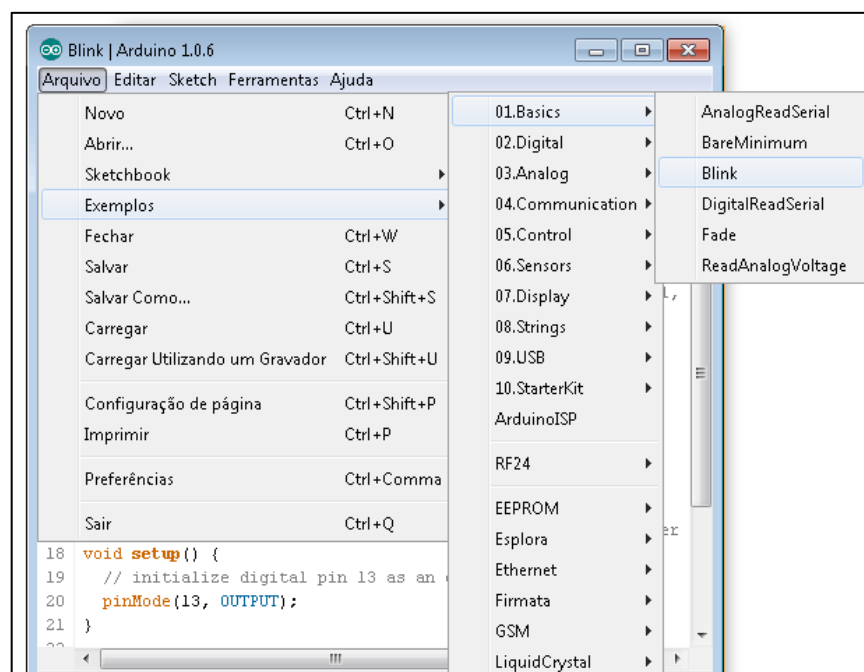 Blink | Arduino 1.0.6
Arquivo Editar Sketch Ferramentas Ajuda
Novo Ctrl+N
Abrir... Ctrl+O
Sketchbook
Exemplos
Fechar Ctrl+W
Salvar Ctrl+S
Salvar Como... Ctrl+Shift+S
Carregar Ctrl+U
Carregar Utilizando um Gravador Ctrl+Shift+U
Configuração de página Ctrl+Shift+P
Imprimir Ctrl+P
Preferências Ctrl+Comma
Sair Ctrl+Q
01.Basics
02.Digital
03.Analog
04.Communication
05.Control
06.Sensors
07.Display
08.Strings
09.USB
10.StarterKit
ArduinoISP
RF24
EEPROM
Esplora
Ethernet
Firmata
GSM
LiquidCrystal
AnalogReadSerial
BareMinimum
Blink
DigitalReadSerial
Fade
ReadAnalogVoltage
18 void setup() {
19 // initialize digital pin 13 as an
20 pinMode(13, OUTPUT);
21 }